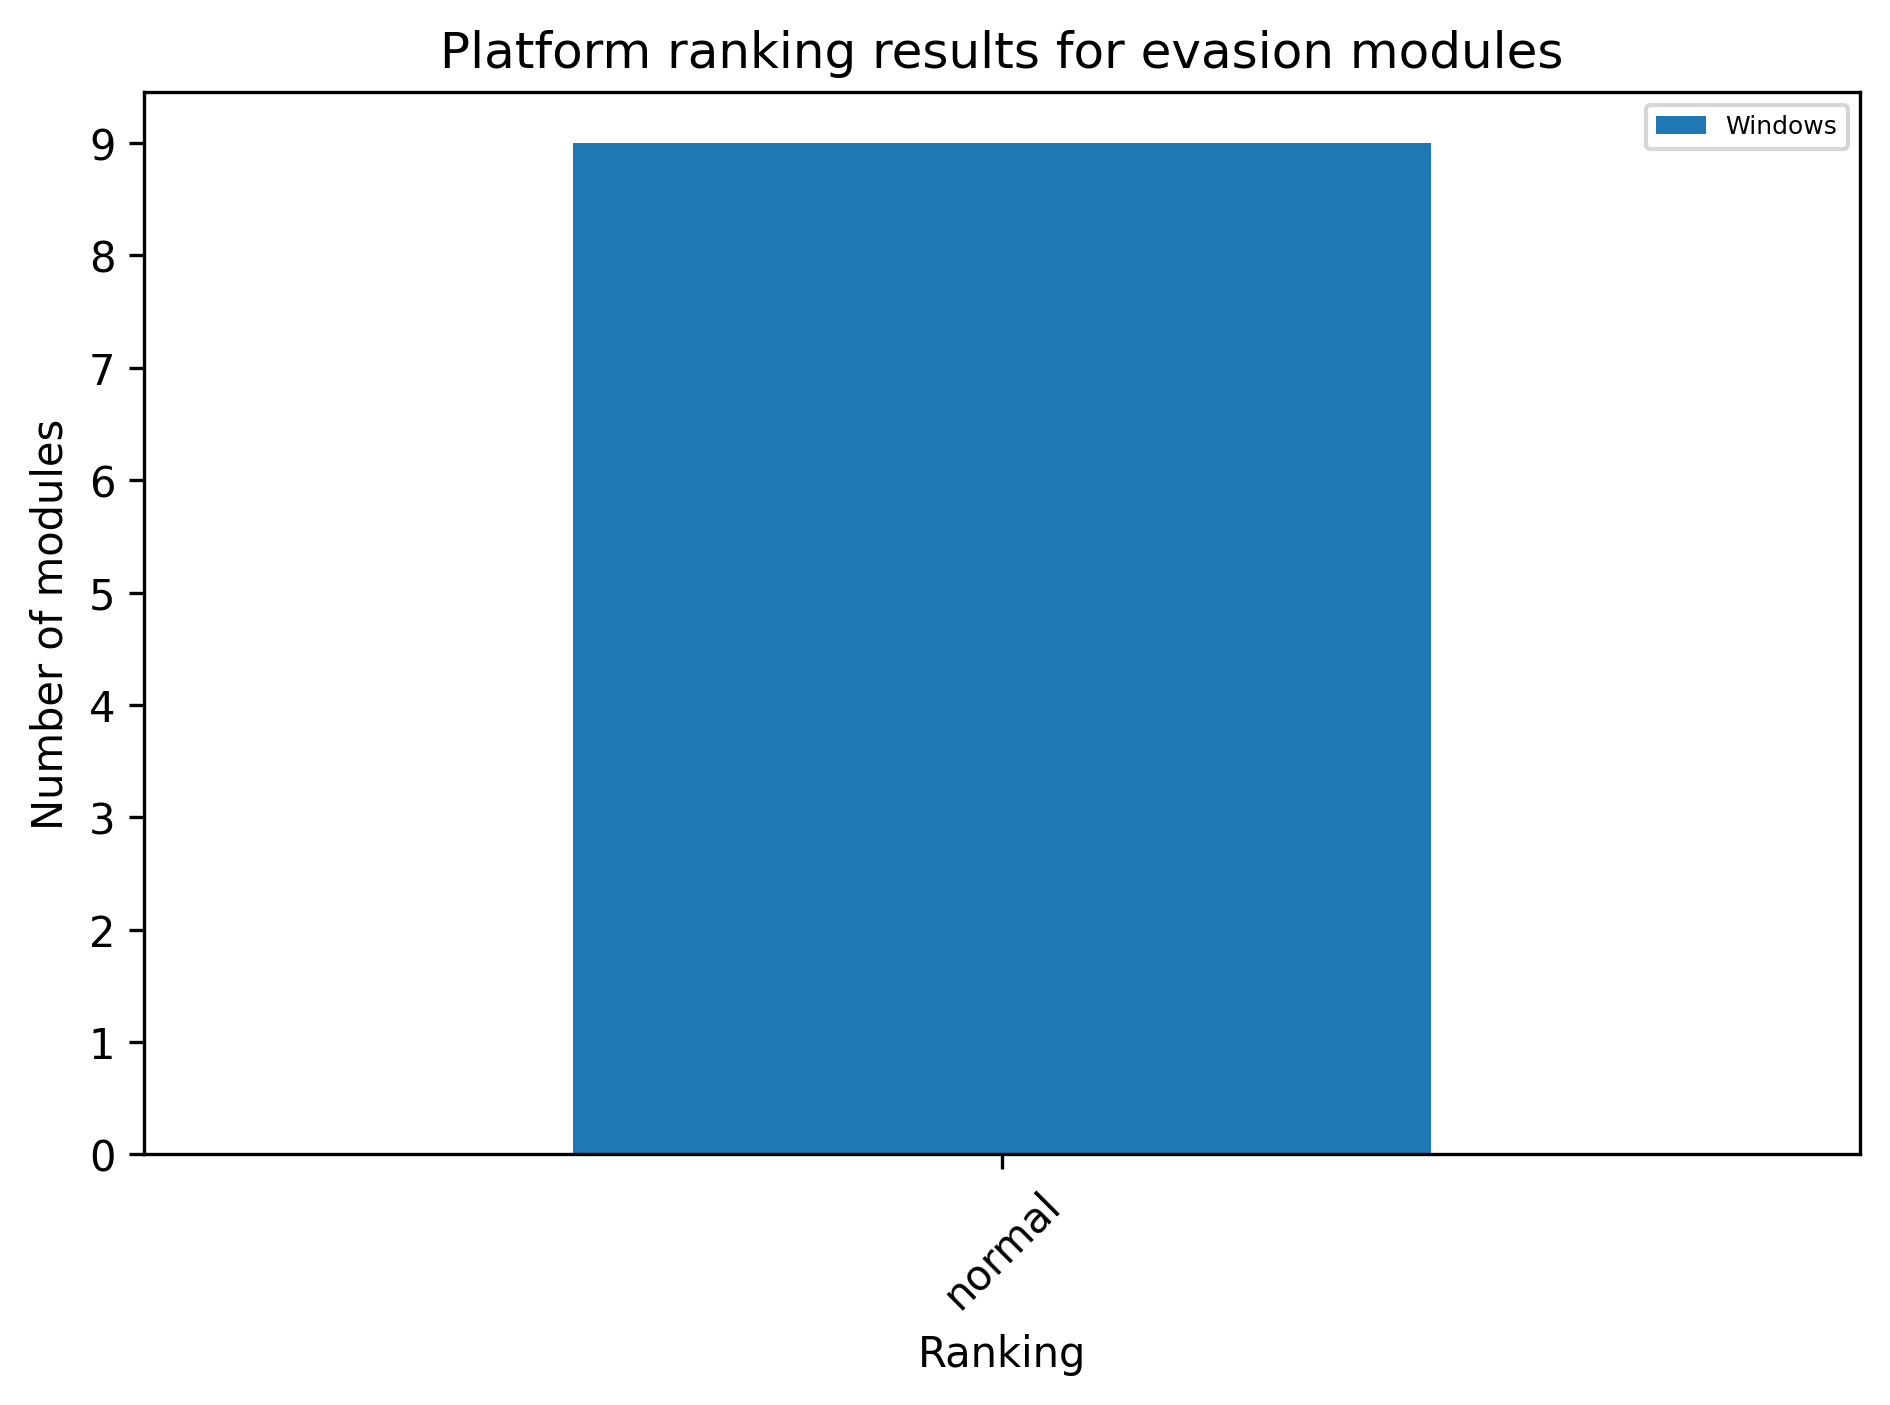 Platform ranking results for evasion modules
Windows
Number of modules
9
8
7
6
5
4
3
2
1
0
normal
Ranking